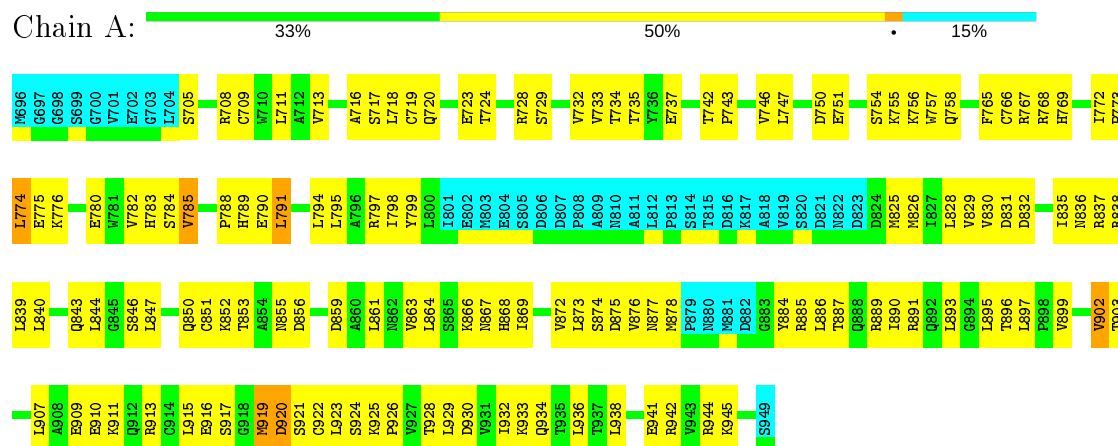 Chain A:
33% 50% • 15%
M696 G697 G698 S699 G700 V701 E702 G703 L704 S705 R708 C709 W710 L711 A712 V713 A716 S717 L718 C719 Q720 E723 T724 R728 S729 V732 V733 T734 T735 Y736 E737 T742 P743 V746 L747 D750 E751 S754 K755 K756 W757 Q758 F765 C766 R767 R768 H769 I772
L774 E775 K776 E780 W781 V782 H783 S784 V785 P788 H789 E790 L791 L794 L795 A796 R797 I798 Y799 L800 I801 E802 M803 E804 S805 D806 D807 P808 A809 N810 A811 L812 P813 S814 T815 D816 K817 A818 V819 S820 D821 N822 D823 D824 M825 M826 I827 L828 V829 V830 D831 D832 I835 N836 R837
L839 L840 Q843 L844 G845 S846 L847 Q850 C851 K852 T853 A854 N855 D856 D859 A860 L861 N862 V863 L864 S865 K866 N867 H868 I869 V872 L873 S874 D875 V876 N877 M878 P879 N880 M881 D882 G883 Y884 R885 L886 T887 Q888 R889 I890 R891 Q892 L893 G894 L895 T896 L897 P898 V899 V902
L907 A908 E909 E910 K911 Q912 R913 C914 L915 E916 S917 G918 M919 D920 S921 C922 L923 S924 K925 P926 V927 T928 L929 D930 V931 I932 K933 Q934 T935 L936 T937 L938 E941 R942 V943 R944 K945 S949